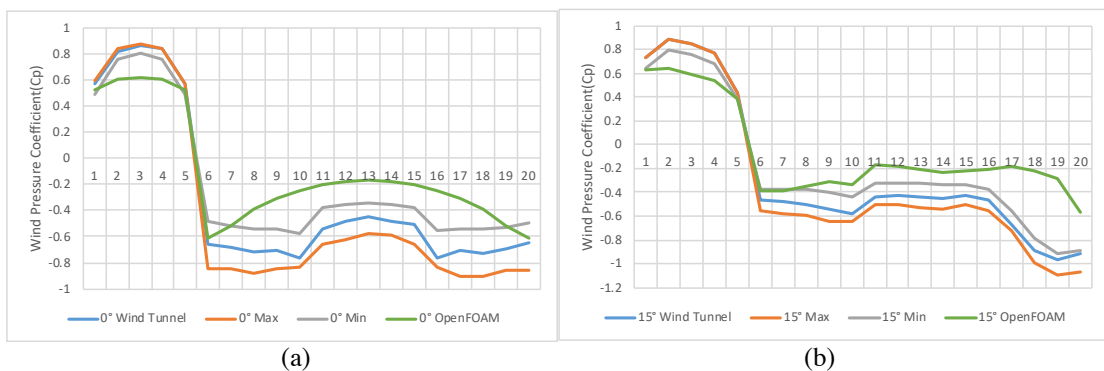 (a)
Wind Pressure Coefficient(Cp)
1
0.8
0.6
0.4
0.2
0
-0.2
-0.4
-0.6
-0.8
-1
1 2 3 4 5 6 7 8 9 10 11 12 13 14 15 16 17 18 19 20
0° Wind Tunnel 0° Max 0° Min 0° OpenFOAM
(a)
(b)
Wind Pressure Coefficient(Cp)
1
0.8
0.6
0.4
0.2
0
-0.2
-0.4
-0.6
-0.8
-1
-1.2
1 2 3 4 5 6 7 8 9 10 11 12 13 14 15 16 17 18 19 20
15° Wind Tunnel 15° Max 15° Min 15° OpenFOAM
(b)